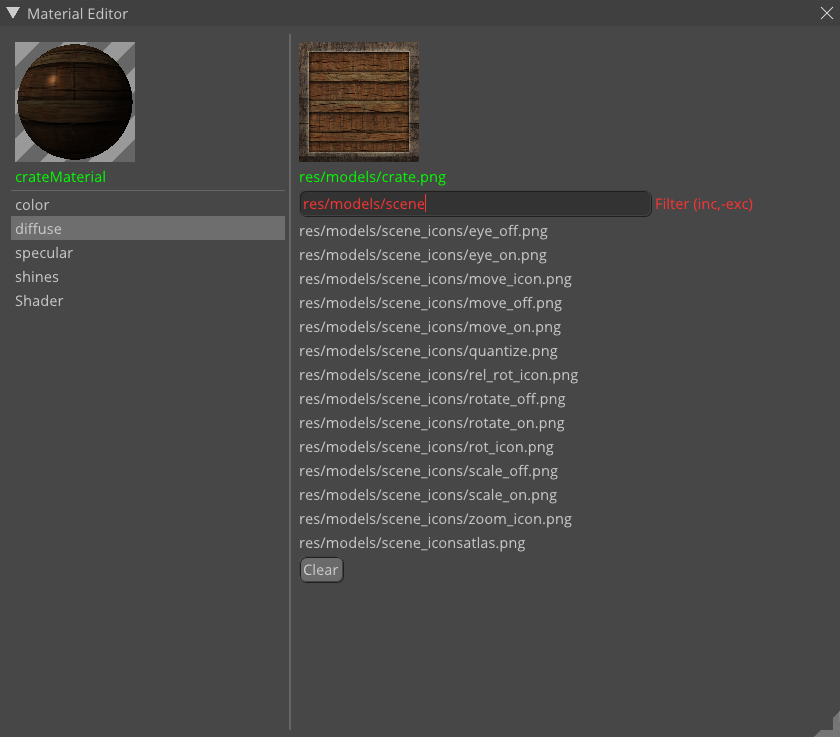 Material Editor
crateMaterial
color
diffuse
specular
shines
Shader
res/models/crate.png
res/models/scene Filter (inc,-exc)
res/models/scene_icons/eye_off.png
res/models/scene_icons/eye_on.png
res/models/scene_icons/move_icon.png
res/models/scene_icons/move_off.png
res/models/scene_icons/move_on.png
res/models/scene_icons/quantize.png
res/models/scene_icons/rel_rot_icon.png
res/models/scene_icons/rotate_off.png
res/models/scene_icons/rotate_on.png
res/models/scene_icons/rot_icon.png
res/models/scene_icons/scale_off.png
res/models/scene_icons/scale_on.png
res/models/scene_icons/zoom_icon.png
res/models/scene_iconsatlas.png
Clear